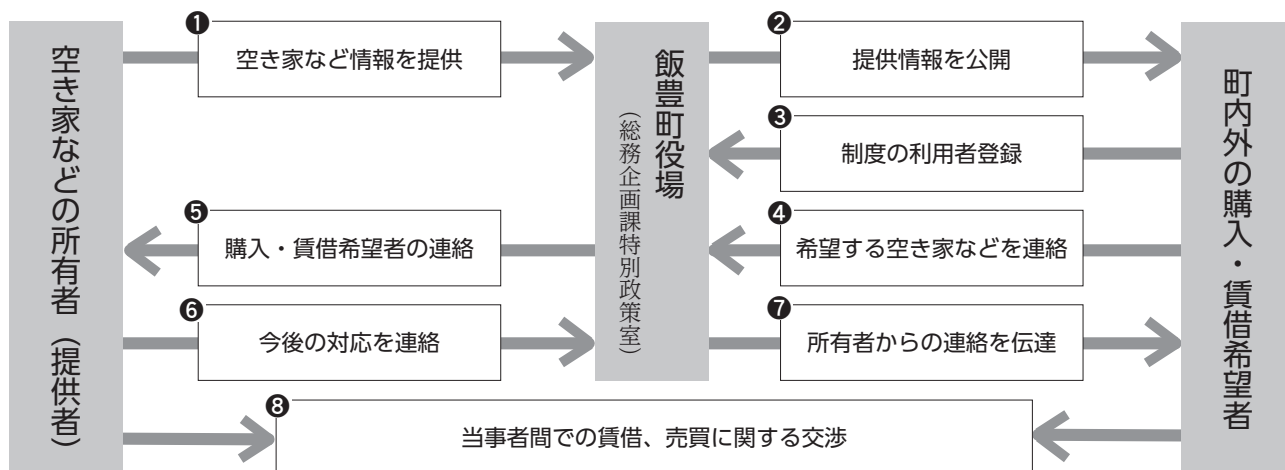 空き家などの所有者（提供者）
❶
空き家など情報を提供
飯豊町役場
（総務企画課特別政策室）
❷
提供情報を公開
町内外の購入・賃借希望者
❸
制度の利用者登録
❹
希望する空き家などを連絡
❺
購入・賃借希望者の連絡
❻
今後の対応を連絡
❼
所有者からの連絡を伝達
❽
当事者間での賃借、売買に関する交渉